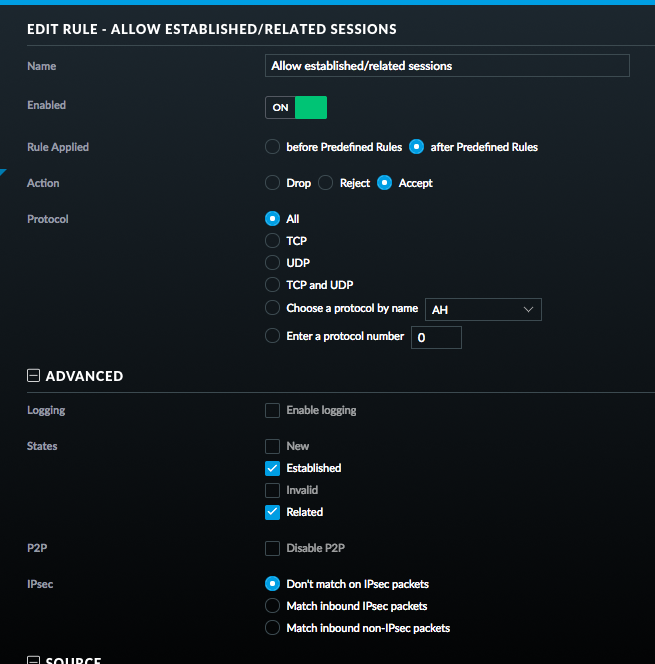 EDIT RULE - ALLOW ESTABLISHED/RELATED SESSIONS
Name Allow established/related sessions
Enabled ON
Rule Applied before Predefined Rules after Predefined Rules
Action Drop Reject Accept
Protocol All
TCP
UDP
TCP and UDP
Choose a protocol by name AH
Enter a protocol number 0
ADVANCED
Logging Enable logging
States New
Established
Invalid
Related
P2P Disable P2P
IPsec Don't match on IPsec packets
Match inbound IPsec packets
Match inbound non-IPsec packets
SOURCE